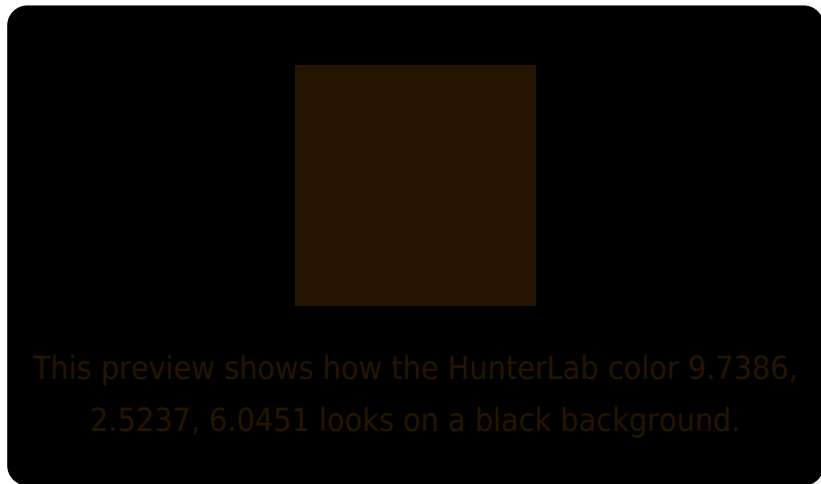 This preview shows how the HunterLab color 9.7386,
2.5237, 6.0451 looks on a black background.